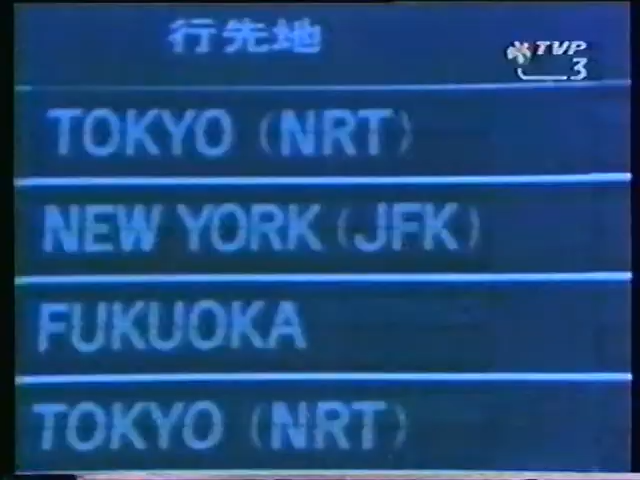 行先地
TVP
3
TOKYO (NRT)
NEW YORK (JFK)
FUKUOKA
TOKYO (NRT)